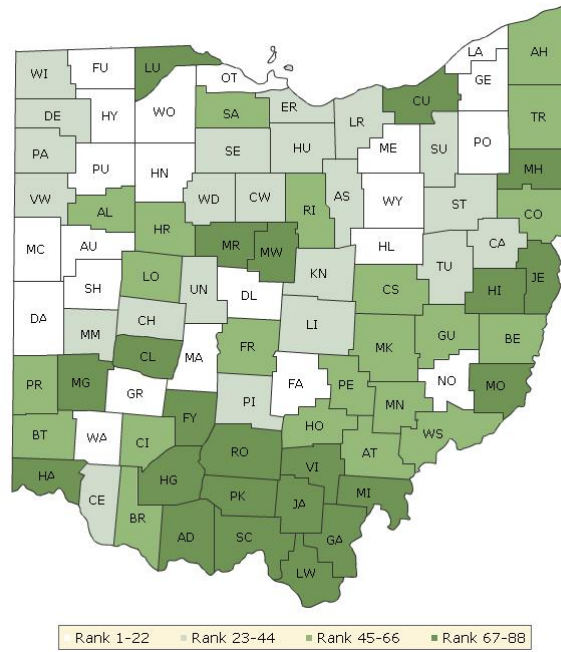 LA
AH
WI
FU
LU
OT
CU
GE
DE
HY
WO
SA
ER
LR
TR
PA
PU
HN
SE
HU
ME
SU
PO
MH
VW
AL
WD
CW
RI
AS
WY
ST
CO
MC
AU
HR
MR
MW
HL
CA
SH
LO
UN
DL
KN
TU
HI
JE
DA
MM
CH
LI
CS
GU
BE
CL
MA
FR
MK
PR
MG
GR
FA
PE
NO
MO
PI
MN
BT
WA
CI
FY
HO
AT
WS
HA
CE
HG
RO
VI
MI
BR
PK
JA
AD
SC
GA
LW
Rank 1-22 Rank 23-44 Rank 45-66 Rank 67-88